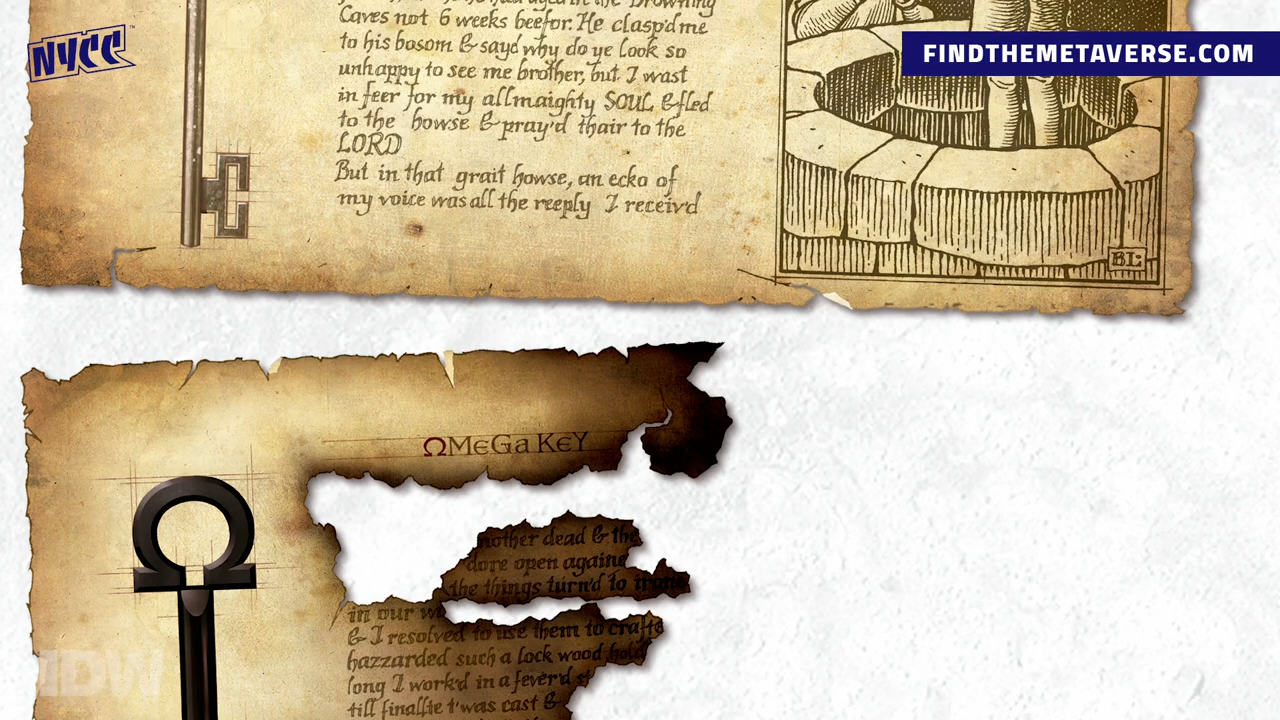 NYCC
FINDTHEMETAVERSE.COM
Caves not 6 weeks beefor. He clasp'd me
to his bosom & sayd why do ye look so
unhappy to see me brother, but I wast
in feer for my allmaighty SOUL & fled
to the howse & pray'd thair to the
LORD
But in that grait howse, an ecko of
my voice was all the reeply I receiv'd
BL
ΩMEGa KEY
nother dead & the
dore open againe
the things turn'd to irone
in our
& I resolved to use them to crafte
hazzarded such a lock wood hold
long I work'd in a fever'd
till finallie t'was cast &
IDW